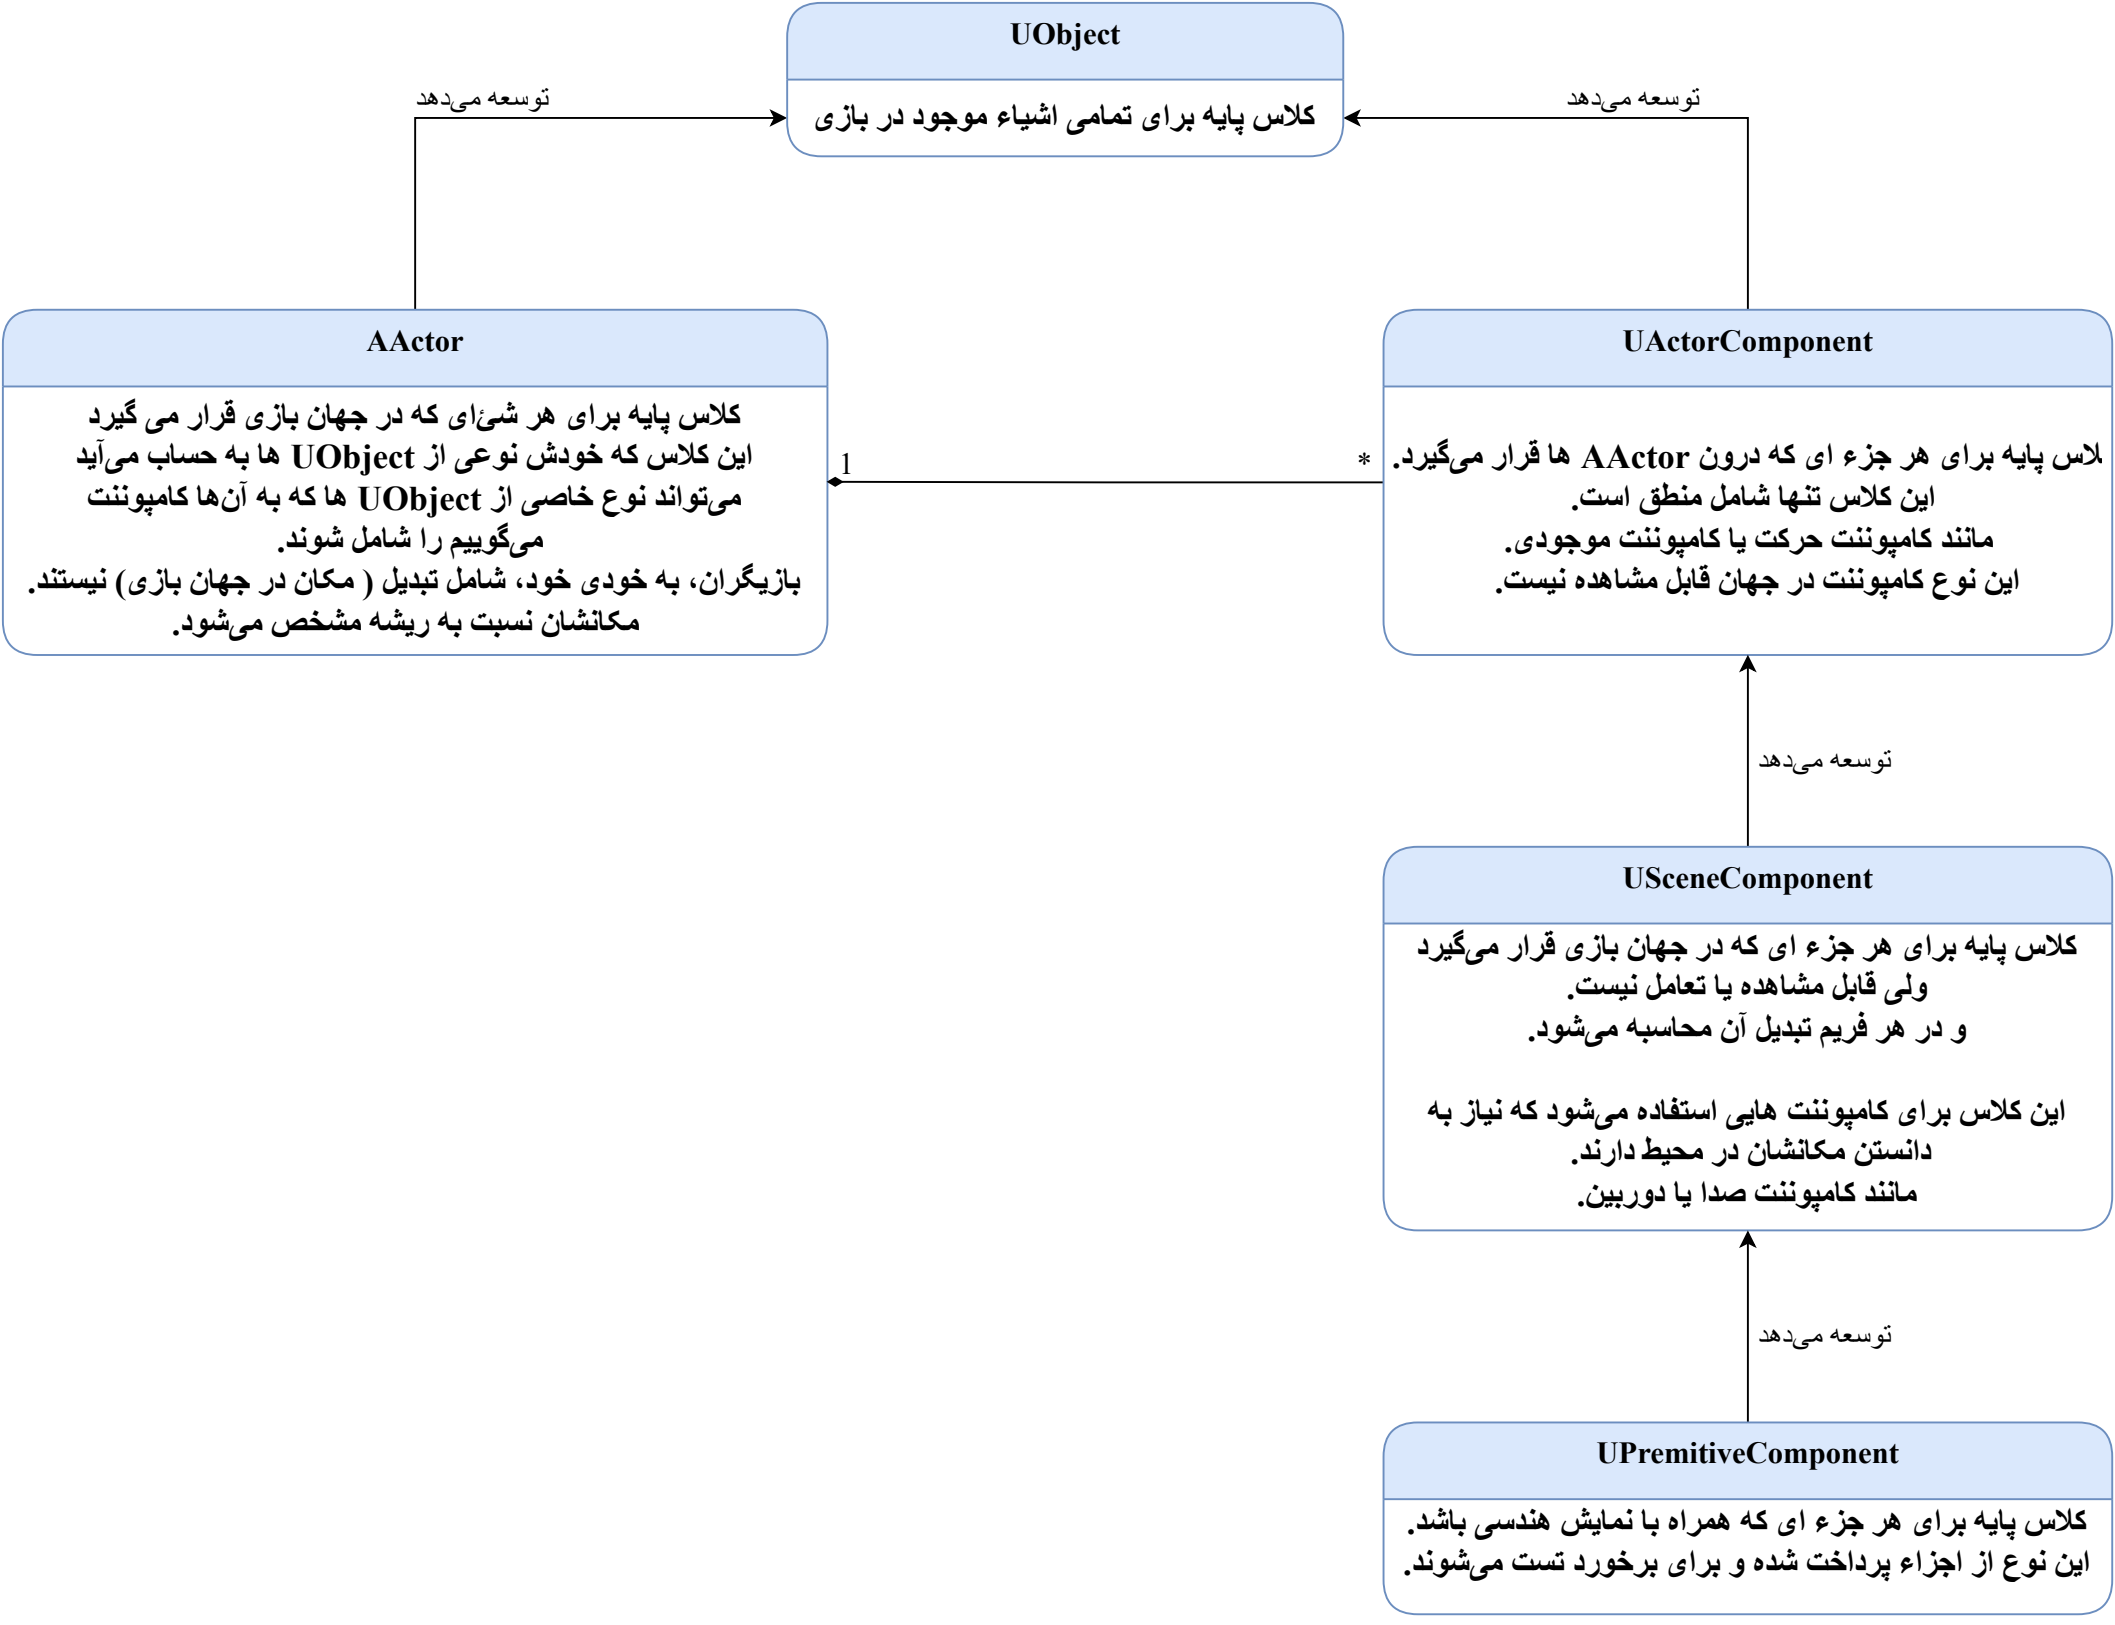 UObject
کلاس پایه برای تمامی اشیاء موجود در بازی
توسعه می‌دهد
توسعه می‌دهد
AActor
کلاس پایه برای هر شئ‌ای که در جهان بازی قرار می گیرد
این کلاس که خودش نوعی از UObject ها به حساب می‌آید
می‌تواند نوع خاصی از UObject ها که به آن‌ها کامپوننت
می‌گوییم را شامل شوند.
بازیگران، به خودی خود، شامل تبدیل ( مکان در جهان بازی) نیستند.
مکانشان نسبت به ریشه مشخص می‌شود.
1
*
UActorComponent
لاس پایه برای هر جزء ای که درون AActor ها قرار می‌گیرد.
این کلاس تنها شامل منطق است.
مانند کامپوننت حرکت یا کامپوننت موجودی.
این نوع کامپوننت در جهان قابل مشاهده نیست.
توسعه می‌دهد
USceneComponent
کلاس پایه برای هر جزء ای که در جهان بازی قرار می‌گیرد
ولی قابل مشاهده یا تعامل نیست.
و در هر فریم تبدیل آن محاسبه می‌شود.
این کلاس برای کامپوننت هایی استفاده می‌شود که نیاز به
دانستن مکانشان در محیط دارند.
مانند کامپوننت صدا یا دوربین.
توسعه می‌دهد
UPremitiveComponent
کلاس پایه برای هر جزء ای که همراه با نمایش هندسی باشد.
این نوع از اجزاء پرداخت شده و برای برخورد تست می‌شوند.